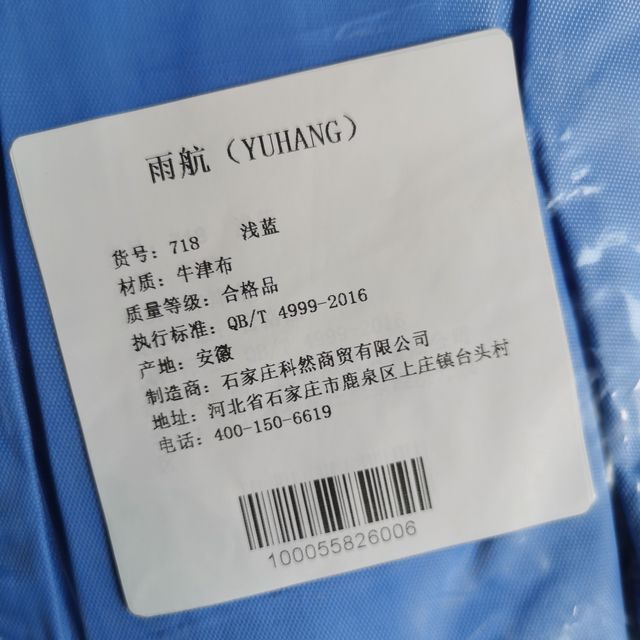 雨航（YUHANG）
货号：718 浅蓝
材质：牛津布
质量等级：合格品
执行标准：QB/T 4999-2016
产地：安徽
制造商：石家庄科然商贸有限公司
地址：河北省石家庄市鹿泉区上庄镇台头村
电话：400-150-6619
100055826006